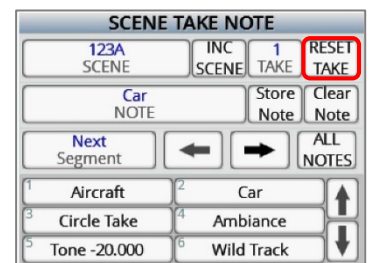 SCENE TAKE NOTE
123A INC 1 RESET
SCENE SCENE TAKE TAKE
Car Store Clear
NOTE Note Note
Next ALL
Segment NOTES
1 Aircraft 2 Car
3 Circle Take 4 Ambiance
5 Tone -20.000 6 Wild Track